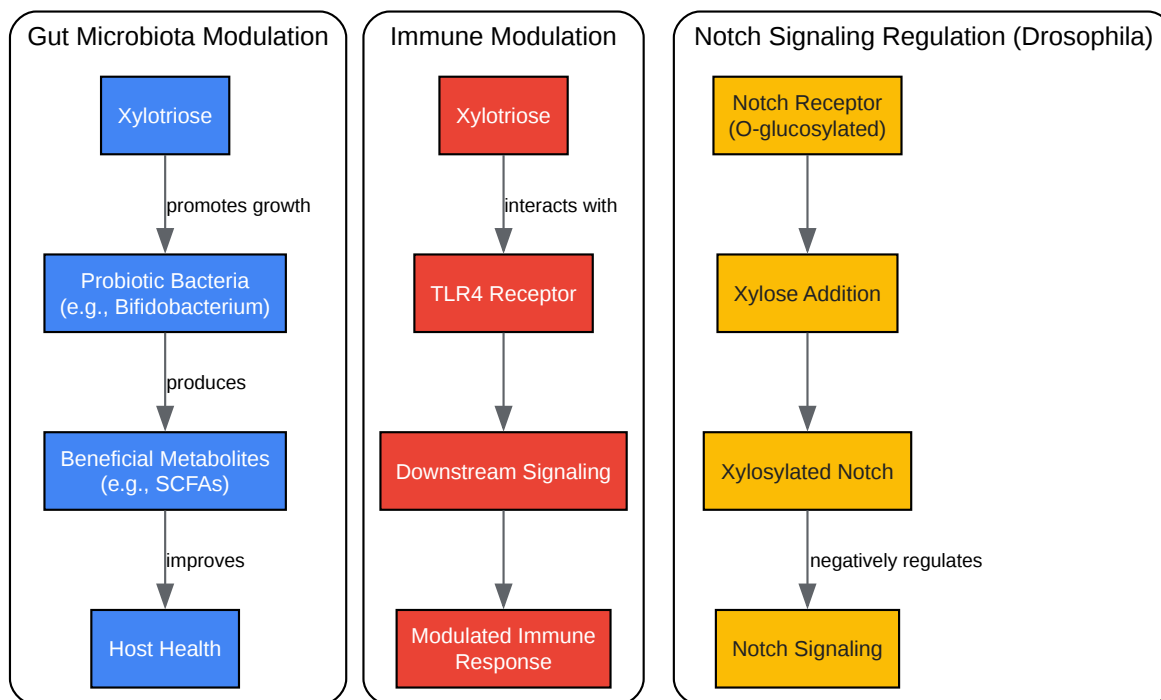 Gut Microbiota Modulation
Xylotriose
promotes growth
Probiotic Bacteria
(e.g., Bifidobacterium)
produces
Beneficial Metabolites
(e.g., SCFAs)
improves
Host Health
Immune Modulation
Xylotriose
interacts with
TLR4 Receptor
Downstream Signaling
Modulated Immune
Response
Notch Signaling Regulation (Drosophila)
Notch Receptor
(O-glucosylated)
Xylose Addition
Xylosylated Notch
negatively regulates
Notch Signaling